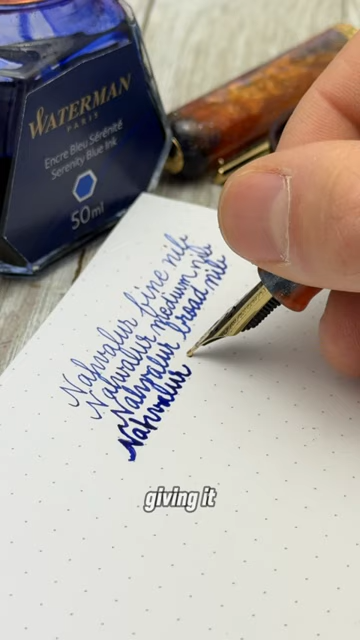 WATERMAN
PARIS
Encre Bleu Sérénité
Serenity Blue Ink
50ml
Nahvalur fine nib
Nahvalur medium nib
Nahvalur broad nib
Nahvalur
giving it